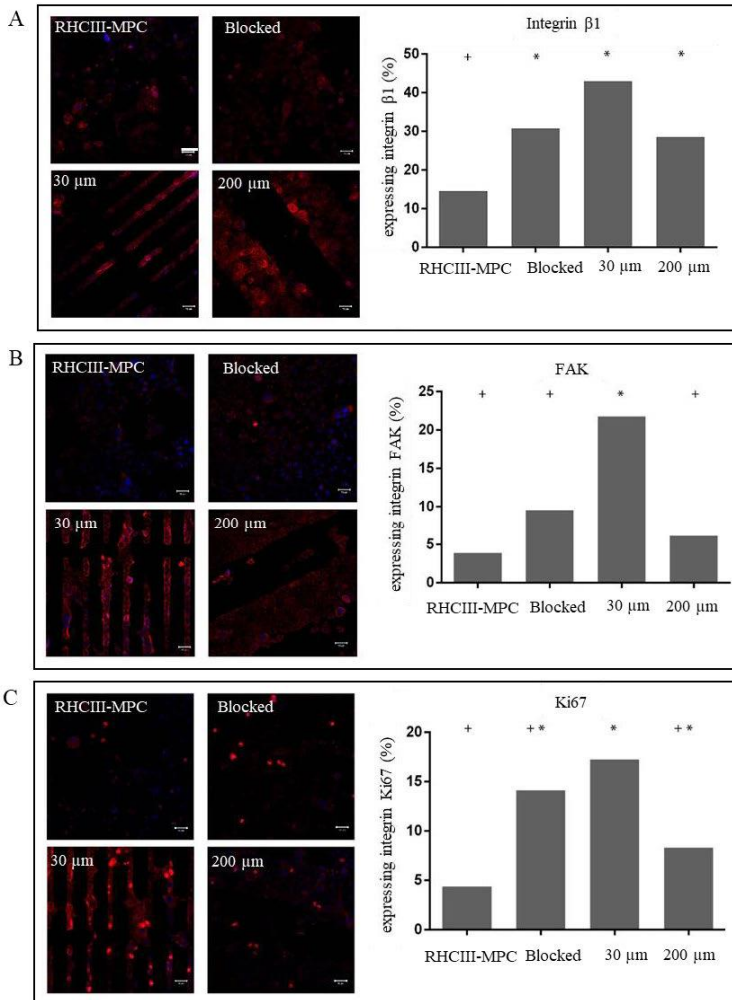 A
RHCIII-MPC
Blocked
30 µm
200 µm
Integrin β1
expressing integrin β1 (%)
50
40
30
20
10
0
+ * * *
RHCIII-MPC Blocked 30 µm 200 µm
B
RHCIII-MPC
Blocked
30 µm
200 µm
FAK
expressing integrin FAK (%)
25
20
15
10
5
0
+ + * +
RHCIII-MPC Blocked 30 µm 200 µm
C
RHCIII-MPC
Blocked
30 µm
200 µm
Ki67
expressing integrin Ki67 (%)
20
15
10
5
0
+ + * * + *
RHCIII-MPC Blocked 30 µm 200 µm